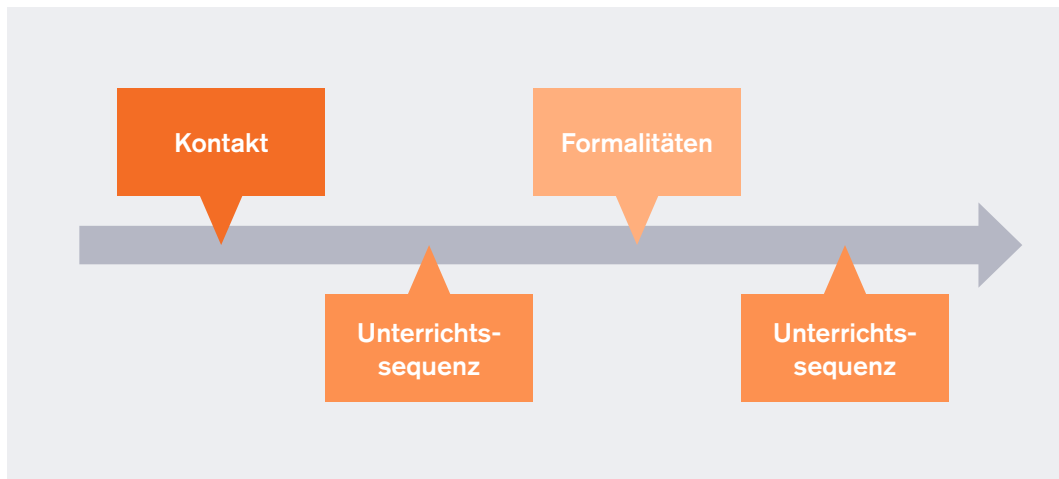 Kontakt
Unterrichts-
sequenz
Formalitäten
Unterrichts-
sequenz